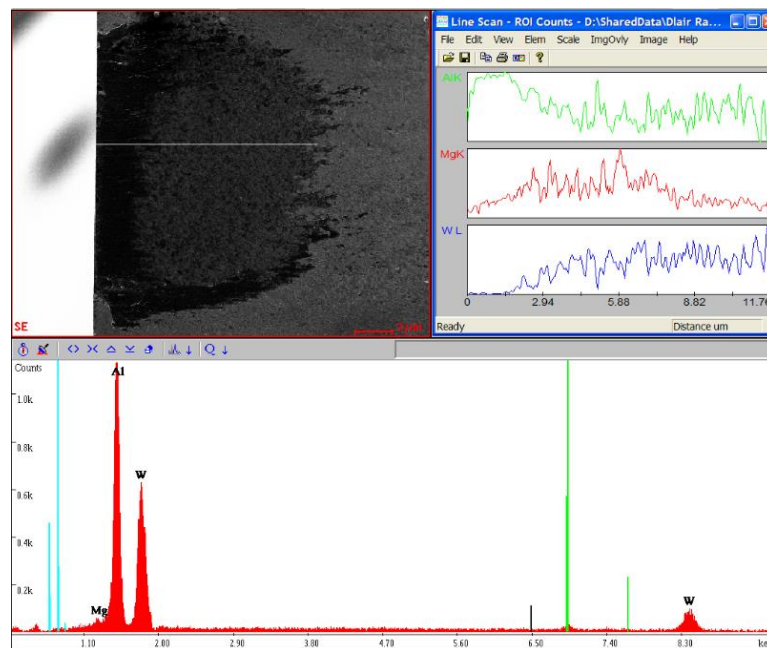 SE
Line Scan - ROI Counts - D:\SharedData\Dlair Ra...
File Edit View Elem Scale ImgOvly Image Help
AlK
MgK
W L
0 2.94 5.88 8.82 11.76
Ready Distance um
Counts
1.0k
0.8k
0.6k
0.4k
0.2k
Al
W
Mg
W
1.10 2.00 2.90 3.80 4.70 5.60 6.50 7.40 8.30 ke